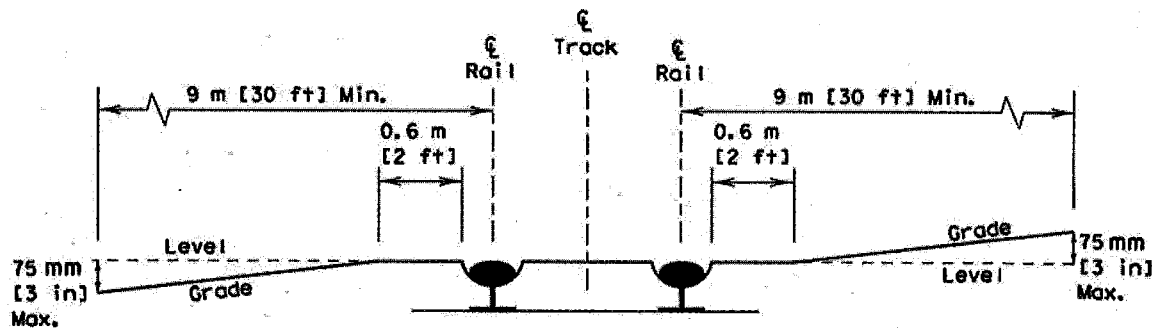 ℄
Track
℄
Rail
℄
Rail
9 m [30 ft] Min.
9 m [30 ft] Min.
0.6 m
[2 ft]
0.6 m
[2 ft]
Level
Grade
75 mm
[3 in]
Max.
Grade
Level
75 mm
[3 in]
Max.